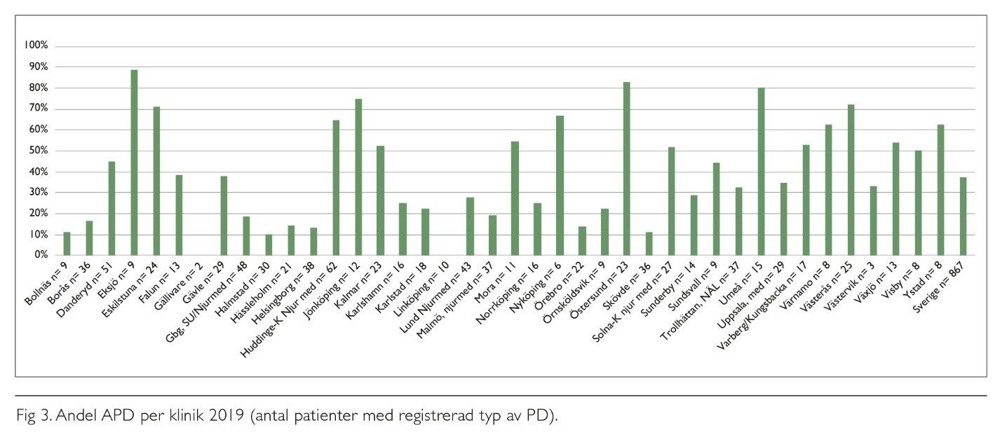 100%
90%
80%
70%
60%
50%
40%
30%
20%
10%
0%
Bollnäs n= 9
Borås n= 36
Danderyd n= 51
Eksjö n= 9
Eskilstuna n= 24
Falun n= 13
Gällivare n= 2
Gävle n= 29
Gbg, SU/Njurmed n= 48
Halmstad n= 30
Hässleholm n= 21
Helsingborg n= 38
Huddinge-K Njur med n= 62
Jönköping n= 12
Kalmar n= 23
Karlshamn n= 16
Karlstad n= 18
Linköping n= 10
Lund Njurmed n= 43
Malmö, njurmed n= 37
Mora n= 11
Norrköping n= 16
Nyköping n= 6
Örebro n= 22
Örnsköldsvik n= 9
Östersund n= 23
Skövde n= 36
Solna-K njur med n= 27
Sunderby n= 14
Sundsvall n= 9
Trollhättan, NÄL n= 37
Umeå n= 15
Uppsala, med n= 29
Varberg/Kungsbacka n= 17
Värnamo n= 8
Västerås n= 25
Västervik n= 3
Växjö n= 13
Visby n= 8
Ystad n= 8
Sverige n= 867
Fig 3. Andel APD per klinik 2019 (antal patienter med registrerad typ av PD).